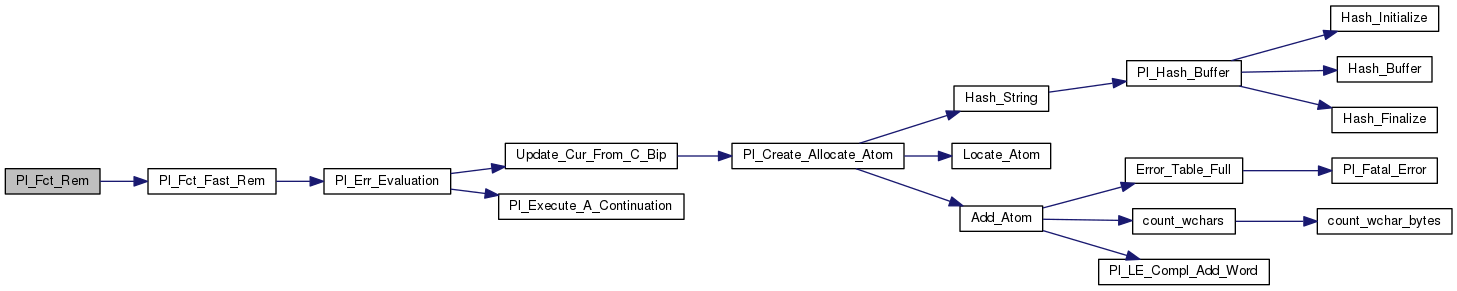 Hash_Initialize
Pl_Hash_Buffer
Hash_Buffer
Hash_String
Hash_Finalize
Update_Cur_From_C_Bip
Pl_Create_Allocate_Atom
Locate_Atom
Pl_Fct_Rem
Pl_Fct_Fast_Rem
Pl_Err_Evaluation
Error_Table_Full
Pl_Fatal_Error
Pl_Execute_A_Continuation
Add_Atom
count_wchars
count_wchar_bytes
Pl_LE_Compl_Add_Word